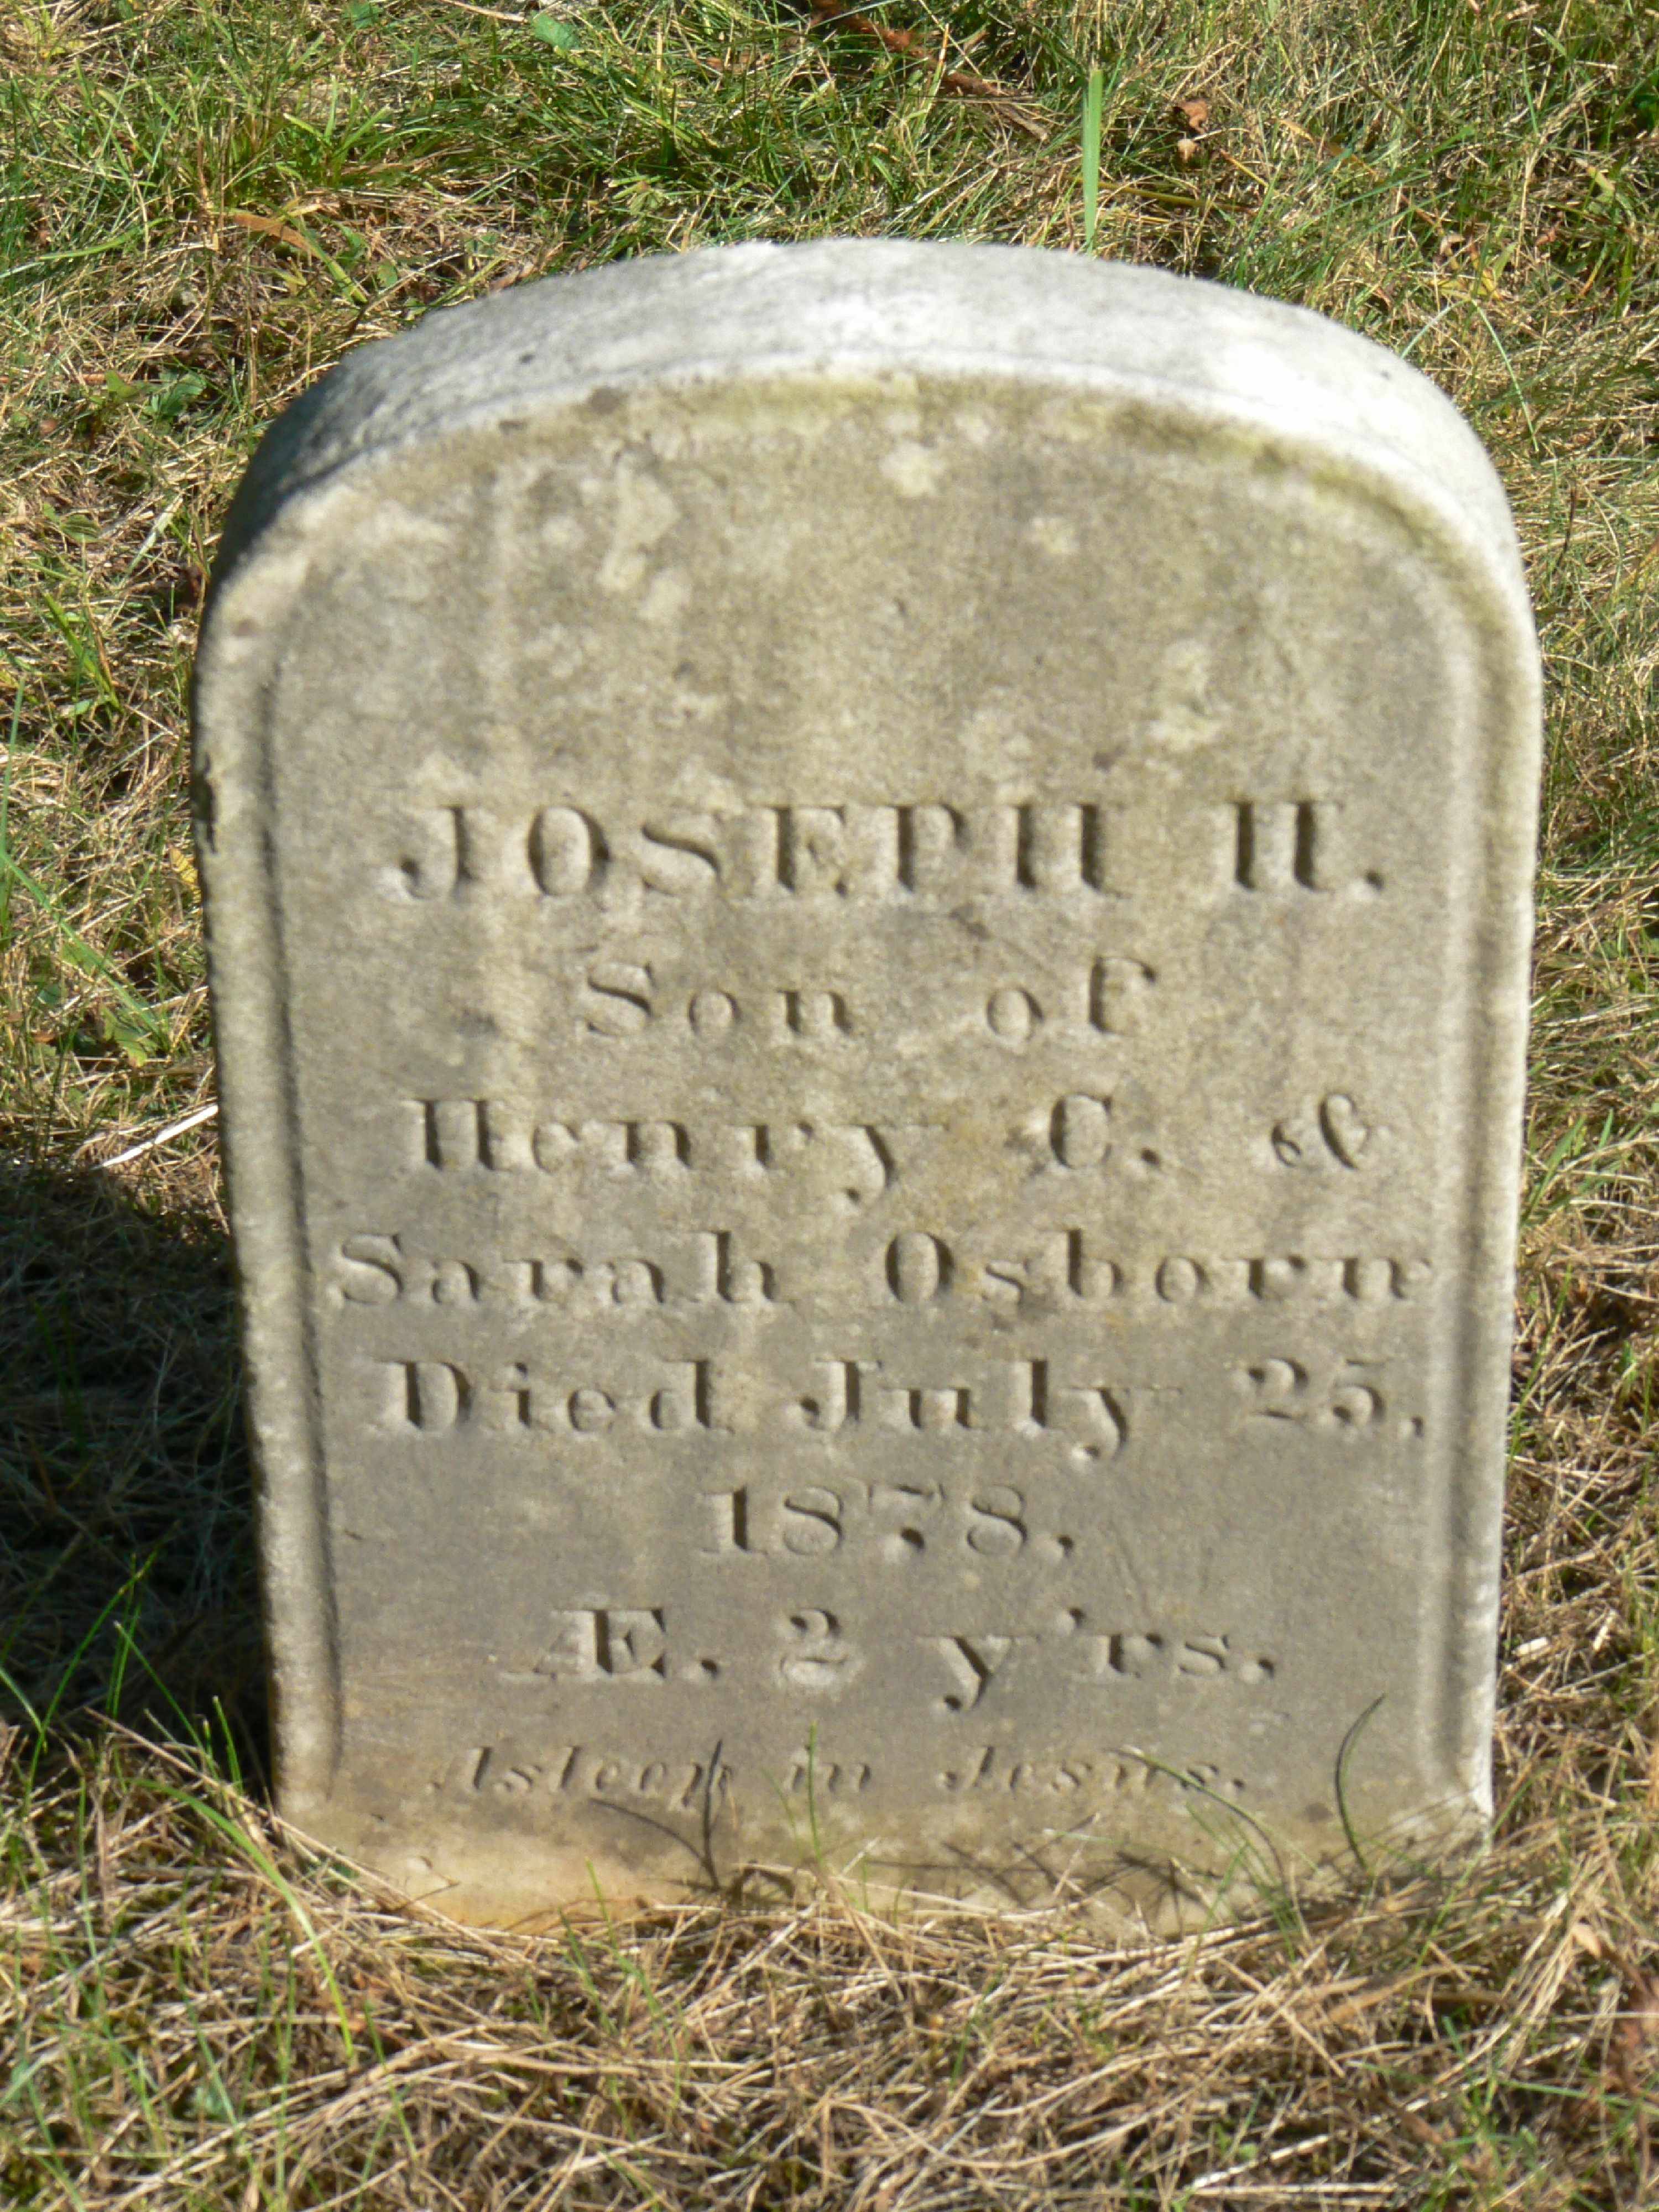 JOSEPH H.
Son of
Henry C. &
Sarah Osborn
Died July 25,
1878,
Æ. 2 y'rs.
Asleep in Jesus.